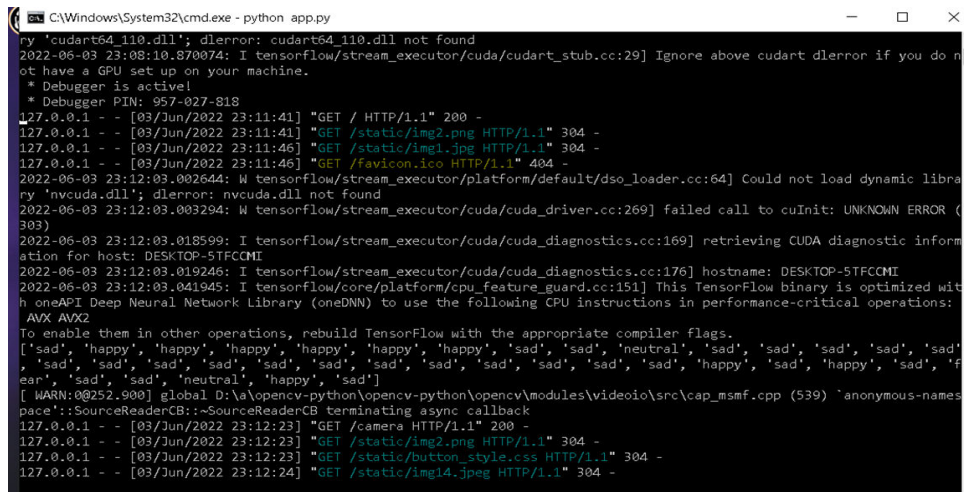 C:\Windows\System32\cmd.exe - python app.py
ry 'cudart64_110.dll'; dlerror: cudart64_110.dll not found
2022-06-03 23:08:10.870074: I tensorflow/stream_executor/cuda/cudart_stub.cc:29] Ignore above cudart dlerror if you do n
ot have a GPU set up on your machine.
* Debugger is active!
* Debugger PIN: 957-027-818
127.0.0.1 - - [03/Jun/2022 23:11:41] "GET / HTTP/1.1" 200 -
127.0.0.1 - - [03/Jun/2022 23:11:46] "GET /static/img2.png HTTP/1.1" 304 -
127.0.0.1 - - [03/Jun/2022 23:11:46] "GET /static/img1.jpg HTTP/1.1" 304 -
127.0.0.1 - - [03/Jun/2022 23:11:46] "GET /favicon.ico HTTP/1.1" 404 -
2022-06-03 23:12:03.002644: W tensorflow/stream_executor/platform/default/dso_loader.cc:64] Could not load dynamic libra
ry 'nvcuda.dll'; dlerror: nvcuda.dll not found
2022-06-03 23:12:03.003294: W tensorflow/stream_executor/cuda/cuda_driver.cc:269] failed call to cuInit: UNKNOWN ERROR (
303)
2022-06-03 23:12:03.018599: I tensorflow/stream_executor/cuda/cuda_diagnostics.cc:169] retrieving CUDA diagnostic inform
ation for host: DESKTOP-5TFCCMI
2022-06-03 23:12:03.019246: I tensorflow/stream_executor/cuda/cuda_diagnostics.cc:176] hostname: DESKTOP-5TFCCMI
2022-06-03 23:12:03.041945: I tensorflow/core/platform/cpu_feature_guard.cc:151] This TensorFlow binary is optimized wit
h oneAPI Deep Neural Network Library (oneDNN) to use the following CPU instructions in performance-critical operations:
AVX AVX2
To enable them in other operations, rebuild TensorFlow with the appropriate compiler flags.
['sad', 'happy', 'happy', 'happy', 'happy', 'happy', 'happy', 'sad', 'sad', 'neutral', 'sad', 'sad', 'sad', 'sad', 'sad'
, 'sad', 'sad', 'sad', 'sad', 'sad', 'sad', 'sad', 'sad', 'sad', 'sad', 'sad', 'happy', 'sad', 'happy', 'sad', 'f
ear', 'sad', 'sad', 'neutral', 'happy', 'sad']
[ WARN:0@252.900] global D:\a\opencv-python\opencv-python\opencv\modules\videoio\src\cap_msmf.cpp (539) `anonymous-names
pace'::SourceReaderCB::~SourceReaderCB terminating async callback
127.0.0.1 - - [03/Jun/2022 23:12:23] "GET /camera HTTP/1.1" 200 -
127.0.0.1 - - [03/Jun/2022 23:12:23] "GET /static/img2.png HTTP/1.1" 304 -
127.0.0.1 - - [03/Jun/2022 23:12:23] "GET /static/button_style.css HTTP/1.1" 304 -
127.0.0.1 - - [03/Jun/2022 23:12:24] "GET /static/img14.jpeg HTTP/1.1" 304 -